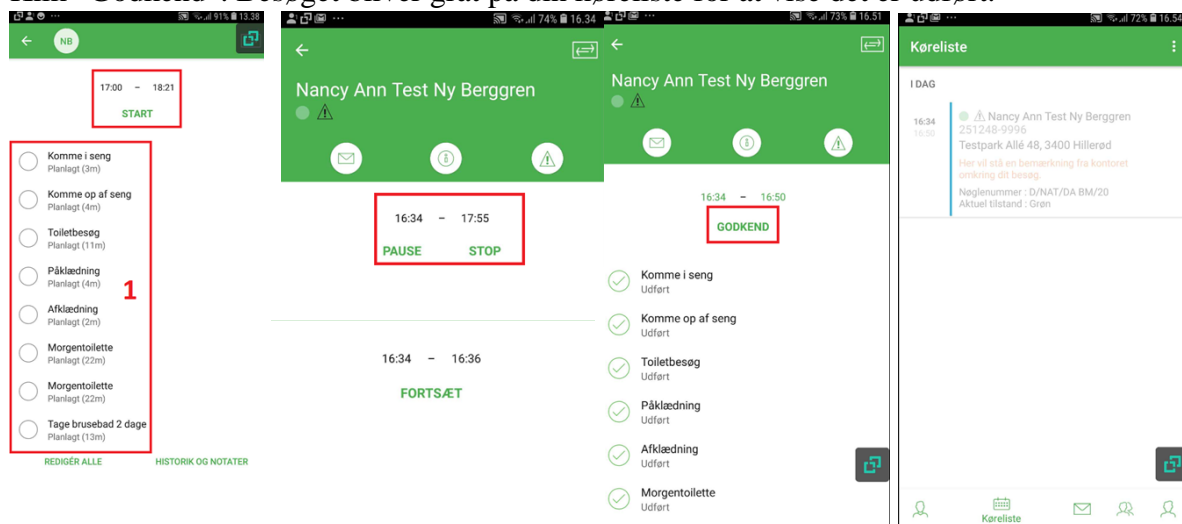 Klik "Godkend". Besøget bliver gråt på din køreliste for at vise det er udført.
91% 13.38
NB
17:00 – 18:21
START
Komme i seng
Planlagt (3m)
Komme op af seng
Planlagt (4m)
Toiletbesøg
Planlagt (11m)
Påklædning
Planlagt (4m)
1
Afklædning
Planlagt (2m)
Morgentoilette
Planlagt (22m)
Morgentoilette
Planlagt (22m)
Tage brusebad 2 dage
Planlagt (13m)
REDIGÉR ALLE HISTORIK OG NOTATER
74% 16.34
Nancy Ann Test Ny Berggren
16:34 – 17:55
PAUSE STOP
16:34 – 16:36
FORTSÆT
73% 16.51
Nancy Ann Test Ny Berggren
16:34 – 16:50
GODKEND
Komme i seng
Udført
Komme op af seng
Udført
Toiletbesøg
Udført
Påklædning
Udført
Afklædning
Udført
Morgentoilette
Udført
72% 16.54
Køreliste
I DAG
16:34 Nancy Ann Test Ny Berggren
16:50 251248-9996
Testpark Allé 48, 3400 Hillerød
Her vil stå en bemærkning fra kontoret
omkring dit besøg.
Nøglenummer : D/NAT/DA BM/20
Aktuel tilstand : Grøn
Køreliste